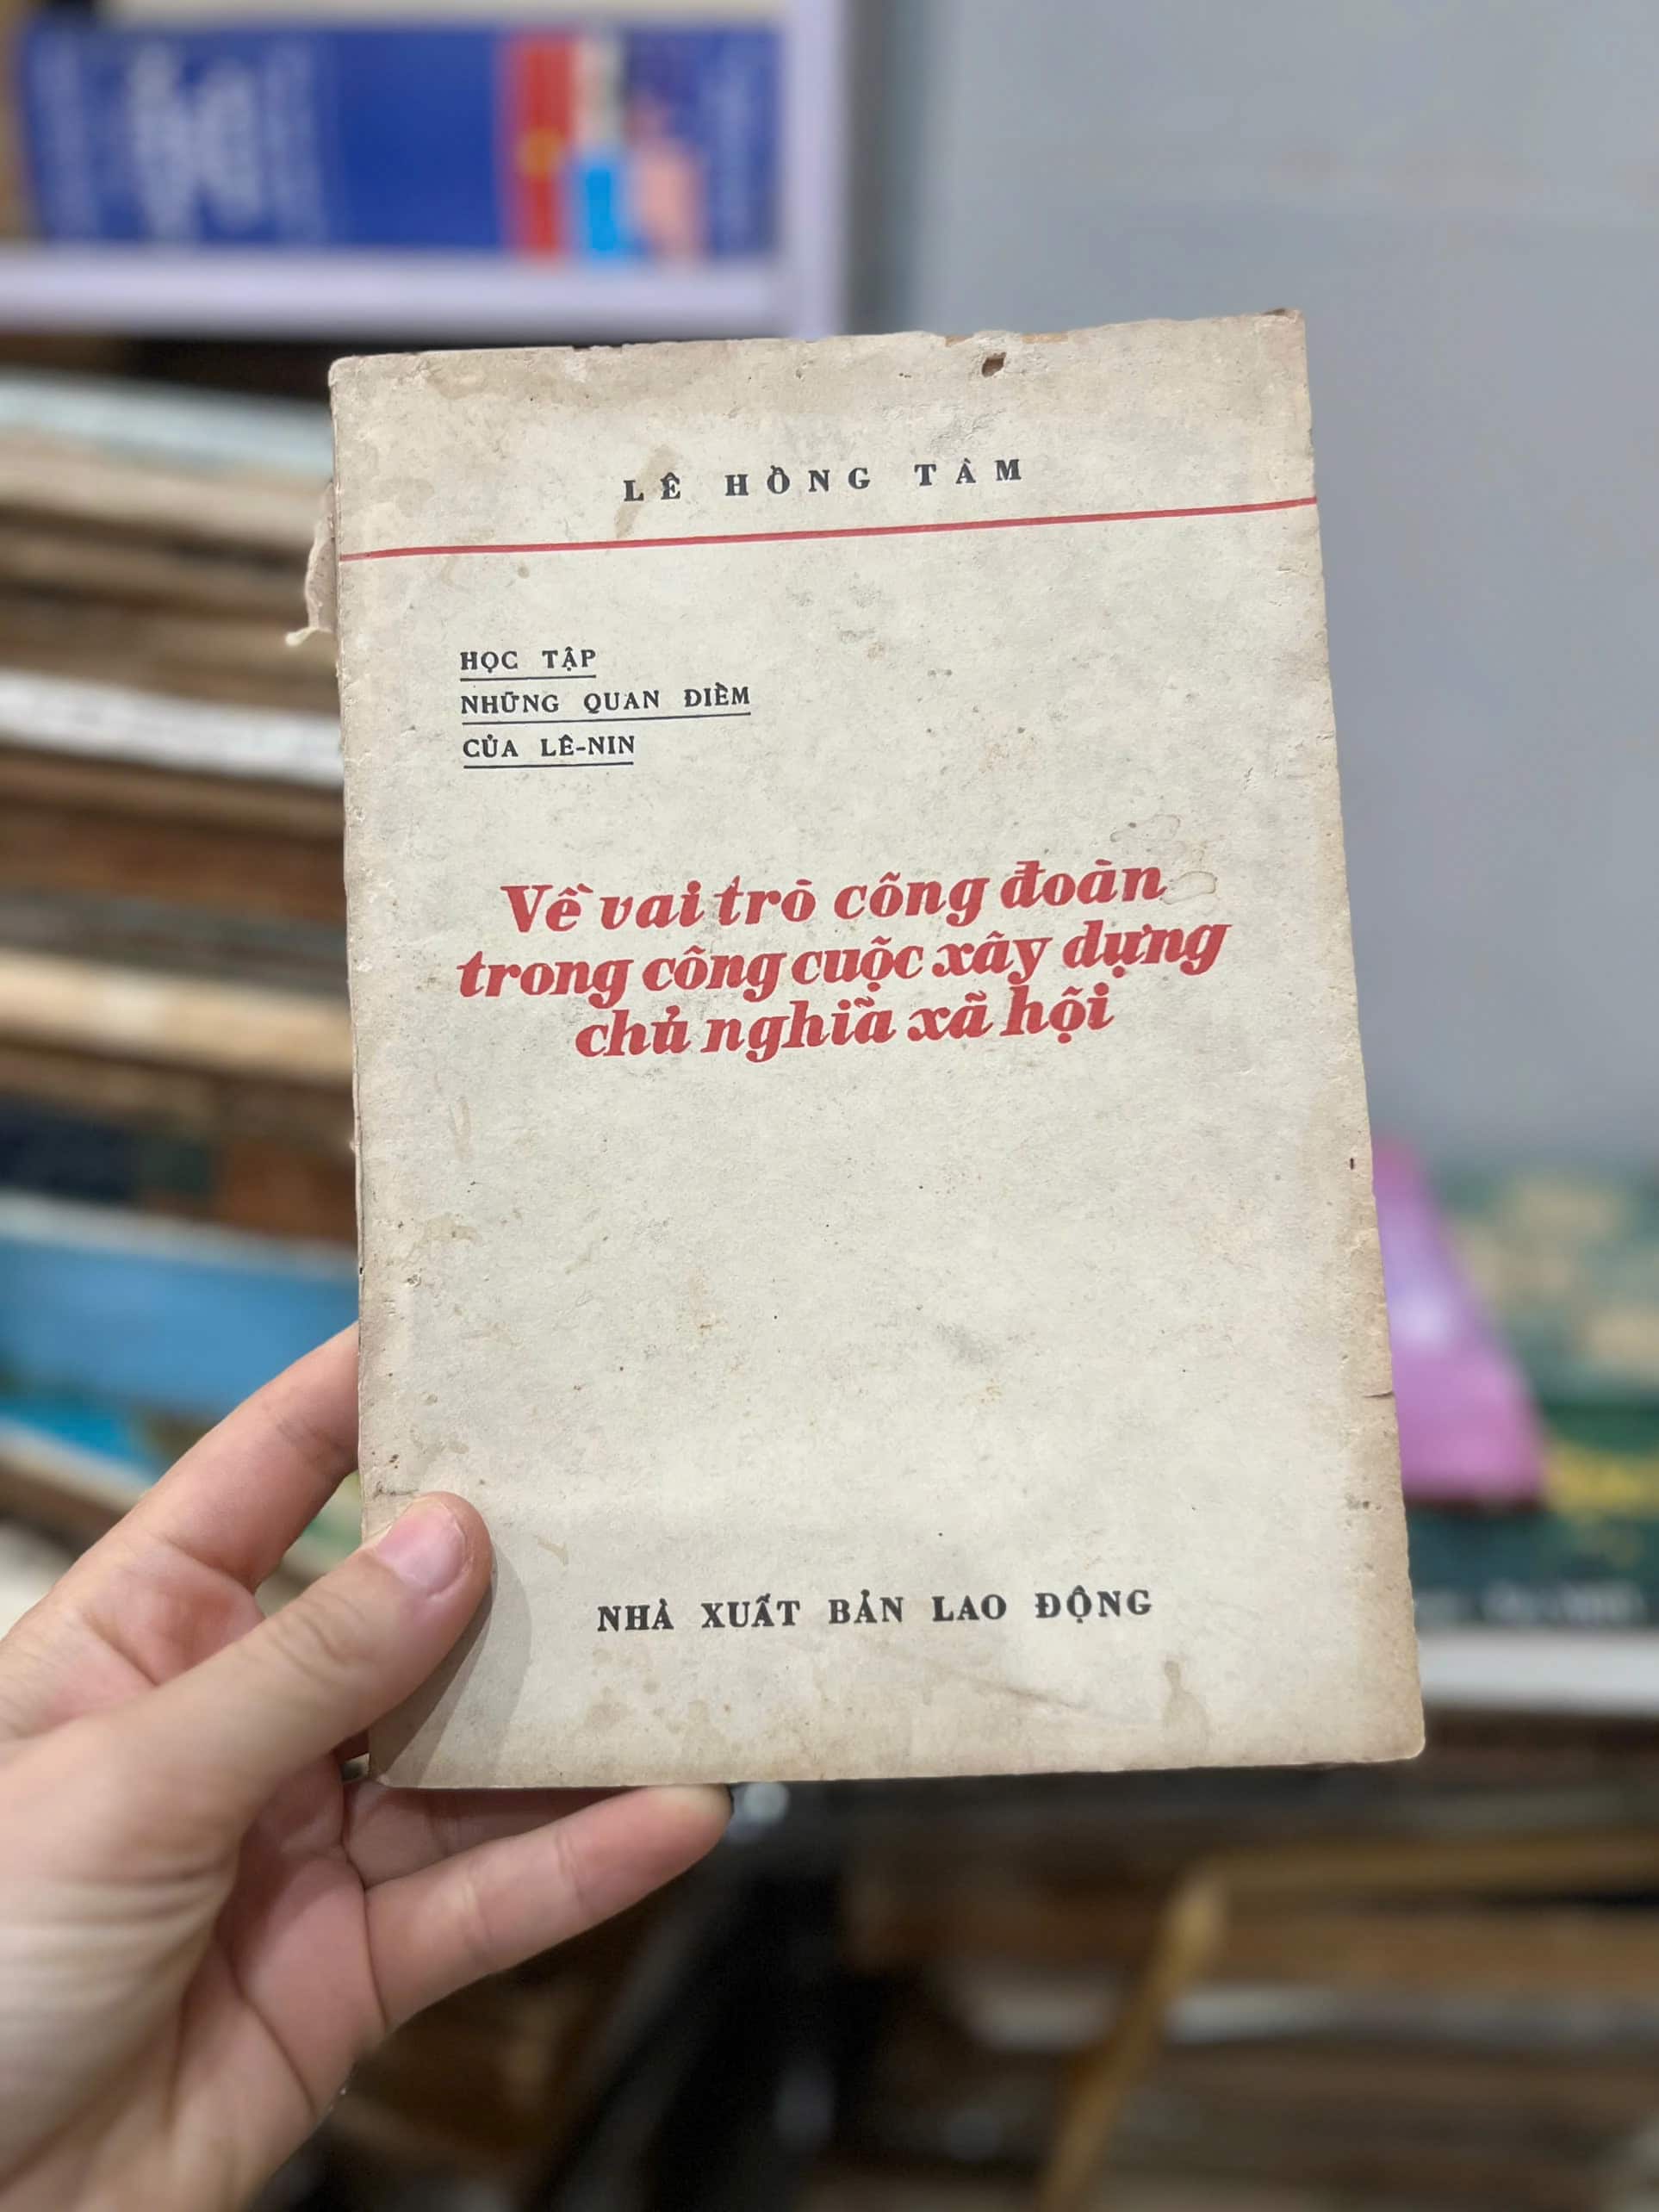 LÊ HỒNG TÂM
HỌC TẬP
NHỮNG QUAN ĐIỂM
CỦA LÊ-NIN
Về vai trò công đoàn
trong công cuộc xây dựng
chủ nghĩa xã hội
NHÀ XUẤT BẢN LAO ĐỘNG